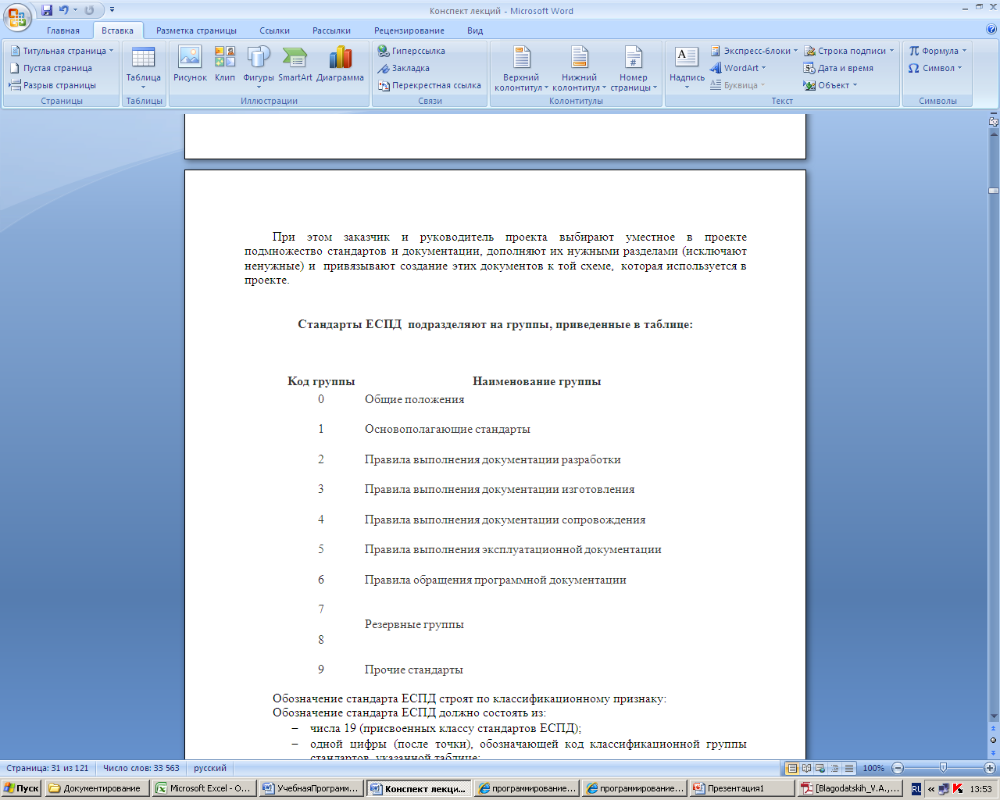 Конспект лекций - Microsoft Word
Главная Вставка Разметка страницы Ссылки Рассылки Рецензирование Вид
Титульная страница
Пустая страница
Разрыв страницы
Страницы
Таблица
Таблицы
Рисунок Клип Фигуры SmartArt Диаграмма
Иллюстрации
Гиперссылка
Закладка
Перекрестная ссылка
Связи
Верхний колонтитул
Нижний колонтитул
Номер страницы
Колонтитулы
Надпись
Экспресс-блоки
WordArt
Буквица
Строка подписи
Дата и время
Объект
Текст
Формула
Символ
Символы
При этом заказчик и руководитель проекта выбирают уместное в проекте
подмножество стандартов и документации, дополняют их нужными разделами (исключают
ненужные) и привязывают создание этих документов к той схеме, которая используется в
проекте.
Стандарты ЕСПД подразделяют на группы, приведенные в таблице:
Код группы Наименование группы
0 Общие положения
1 Основополагающие стандарты
2 Правила выполнения документации разработки
3 Правила выполнения документации изготовления
4 Правила выполнения документации сопровождения
5 Правила выполнения эксплуатационной документации
6 Правила обращения программной документации
7
Резервные группы
8
9 Прочие стандарты
Обозначение стандарта ЕСПД строят по классификационному признаку:
Обозначение стандарта ЕСПД должно состоять из:
– числа 19 (присвоенных классу стандартов ЕСПД);
– одной цифры (после точки), обозначающей код классификационной группы
стандартов, указанной таблице;
Страница: 31 из 121 Число слов: 33 563 русский 100%
Пуск Документирование Microsoft Excel - О... УчебнаяПрограмм... Конспект лекци... программирование... программирование... Презентация1 [Blagodatskih_V.A.,... RL « 13:53